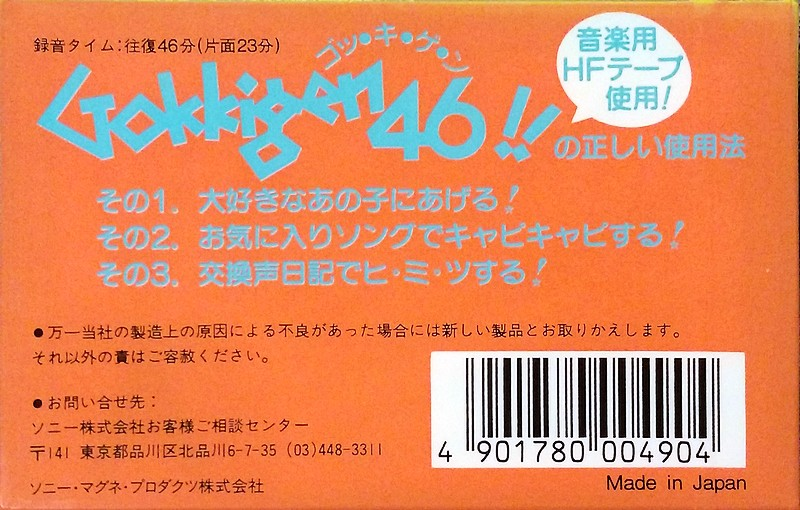 録音タイム:往復46分(片面23分)
ゴッ・キ・ゲ・ン
Gokkigen46!!の正しい使用法
音楽用
HFテープ
使用!
その1. 大好きなあの子にあげる!
その2. お気に入りソングでキャピキャピする!
その3. 交換声日記でヒ・ミ・ツする!
●万一当社の製造上の原因による不良があった場合には新しい製品とお取りかえします。
それ以外の責はご容赦ください。
●お問い合せ先:
ソニー株式会社お客様ご相談センター
〒141 東京都品川区北品川6-7-35 (03)448-3311
ソニー・マグネ・プロダクツ株式会社
4 901780 004904
Made in Japan